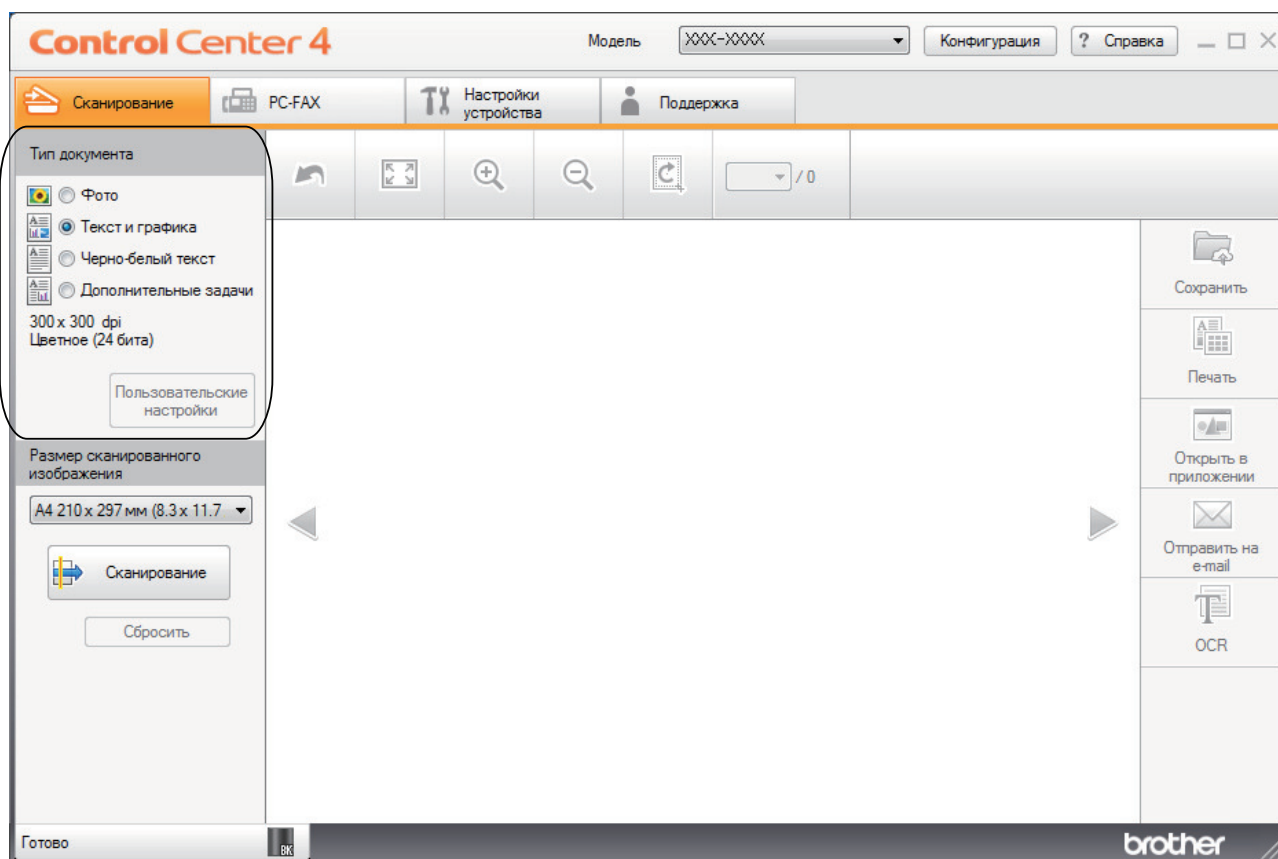 Control Center 4
Модель
XXX-XXXX
Конфигурация
? Справка
Сканирование
PC-FAX
Настройки
устройства
Поддержка
Тип документа
Фото
Текст и графика
Черно-белый текст
Дополнительные задачи
300 x 300 dpi
Цветное (24 бита)
Пользовательские
настройки
/ 0
Размер сканированного
изображения
A4 210 x 297 мм (8.3 x 11.7
Сканирование
Сбросить
Сохранить
Печать
Открыть в
приложении
Отправить на
e-mail
OCR
Готово
BK
brother